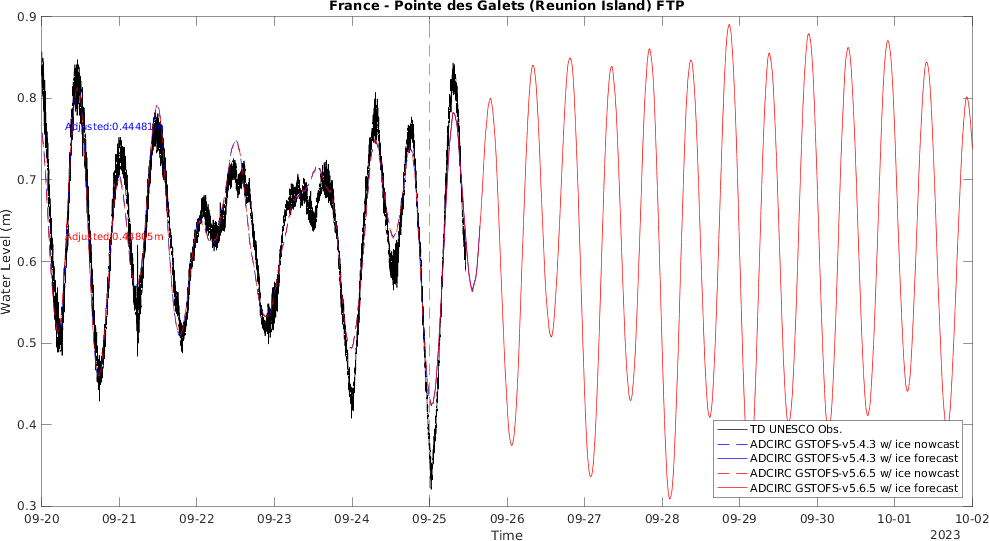 France - Pointe des Galets (Reunion Island) FTP
0.9
0.8
0.7
0.6
0.5
0.4
0.3
Water Level (m)
Adjusted:0.44481
Adjusted:0.44805m
TD UNESCO Obs.
ADCIRC GSTOFS-v5.4.3 w/ ice nowcast
ADCIRC GSTOFS-v5.4.3 w/ ice forecast
ADCIRC GSTOFS-v5.6.5 w/ ice nowcast
ADCIRC GSTOFS-v5.6.5 w/ ice forecast
09-20 09-21 09-22 09-23 09-24 09-25 09-26 09-27 09-28 09-29 09-30 10-01 10-02
Time
2023